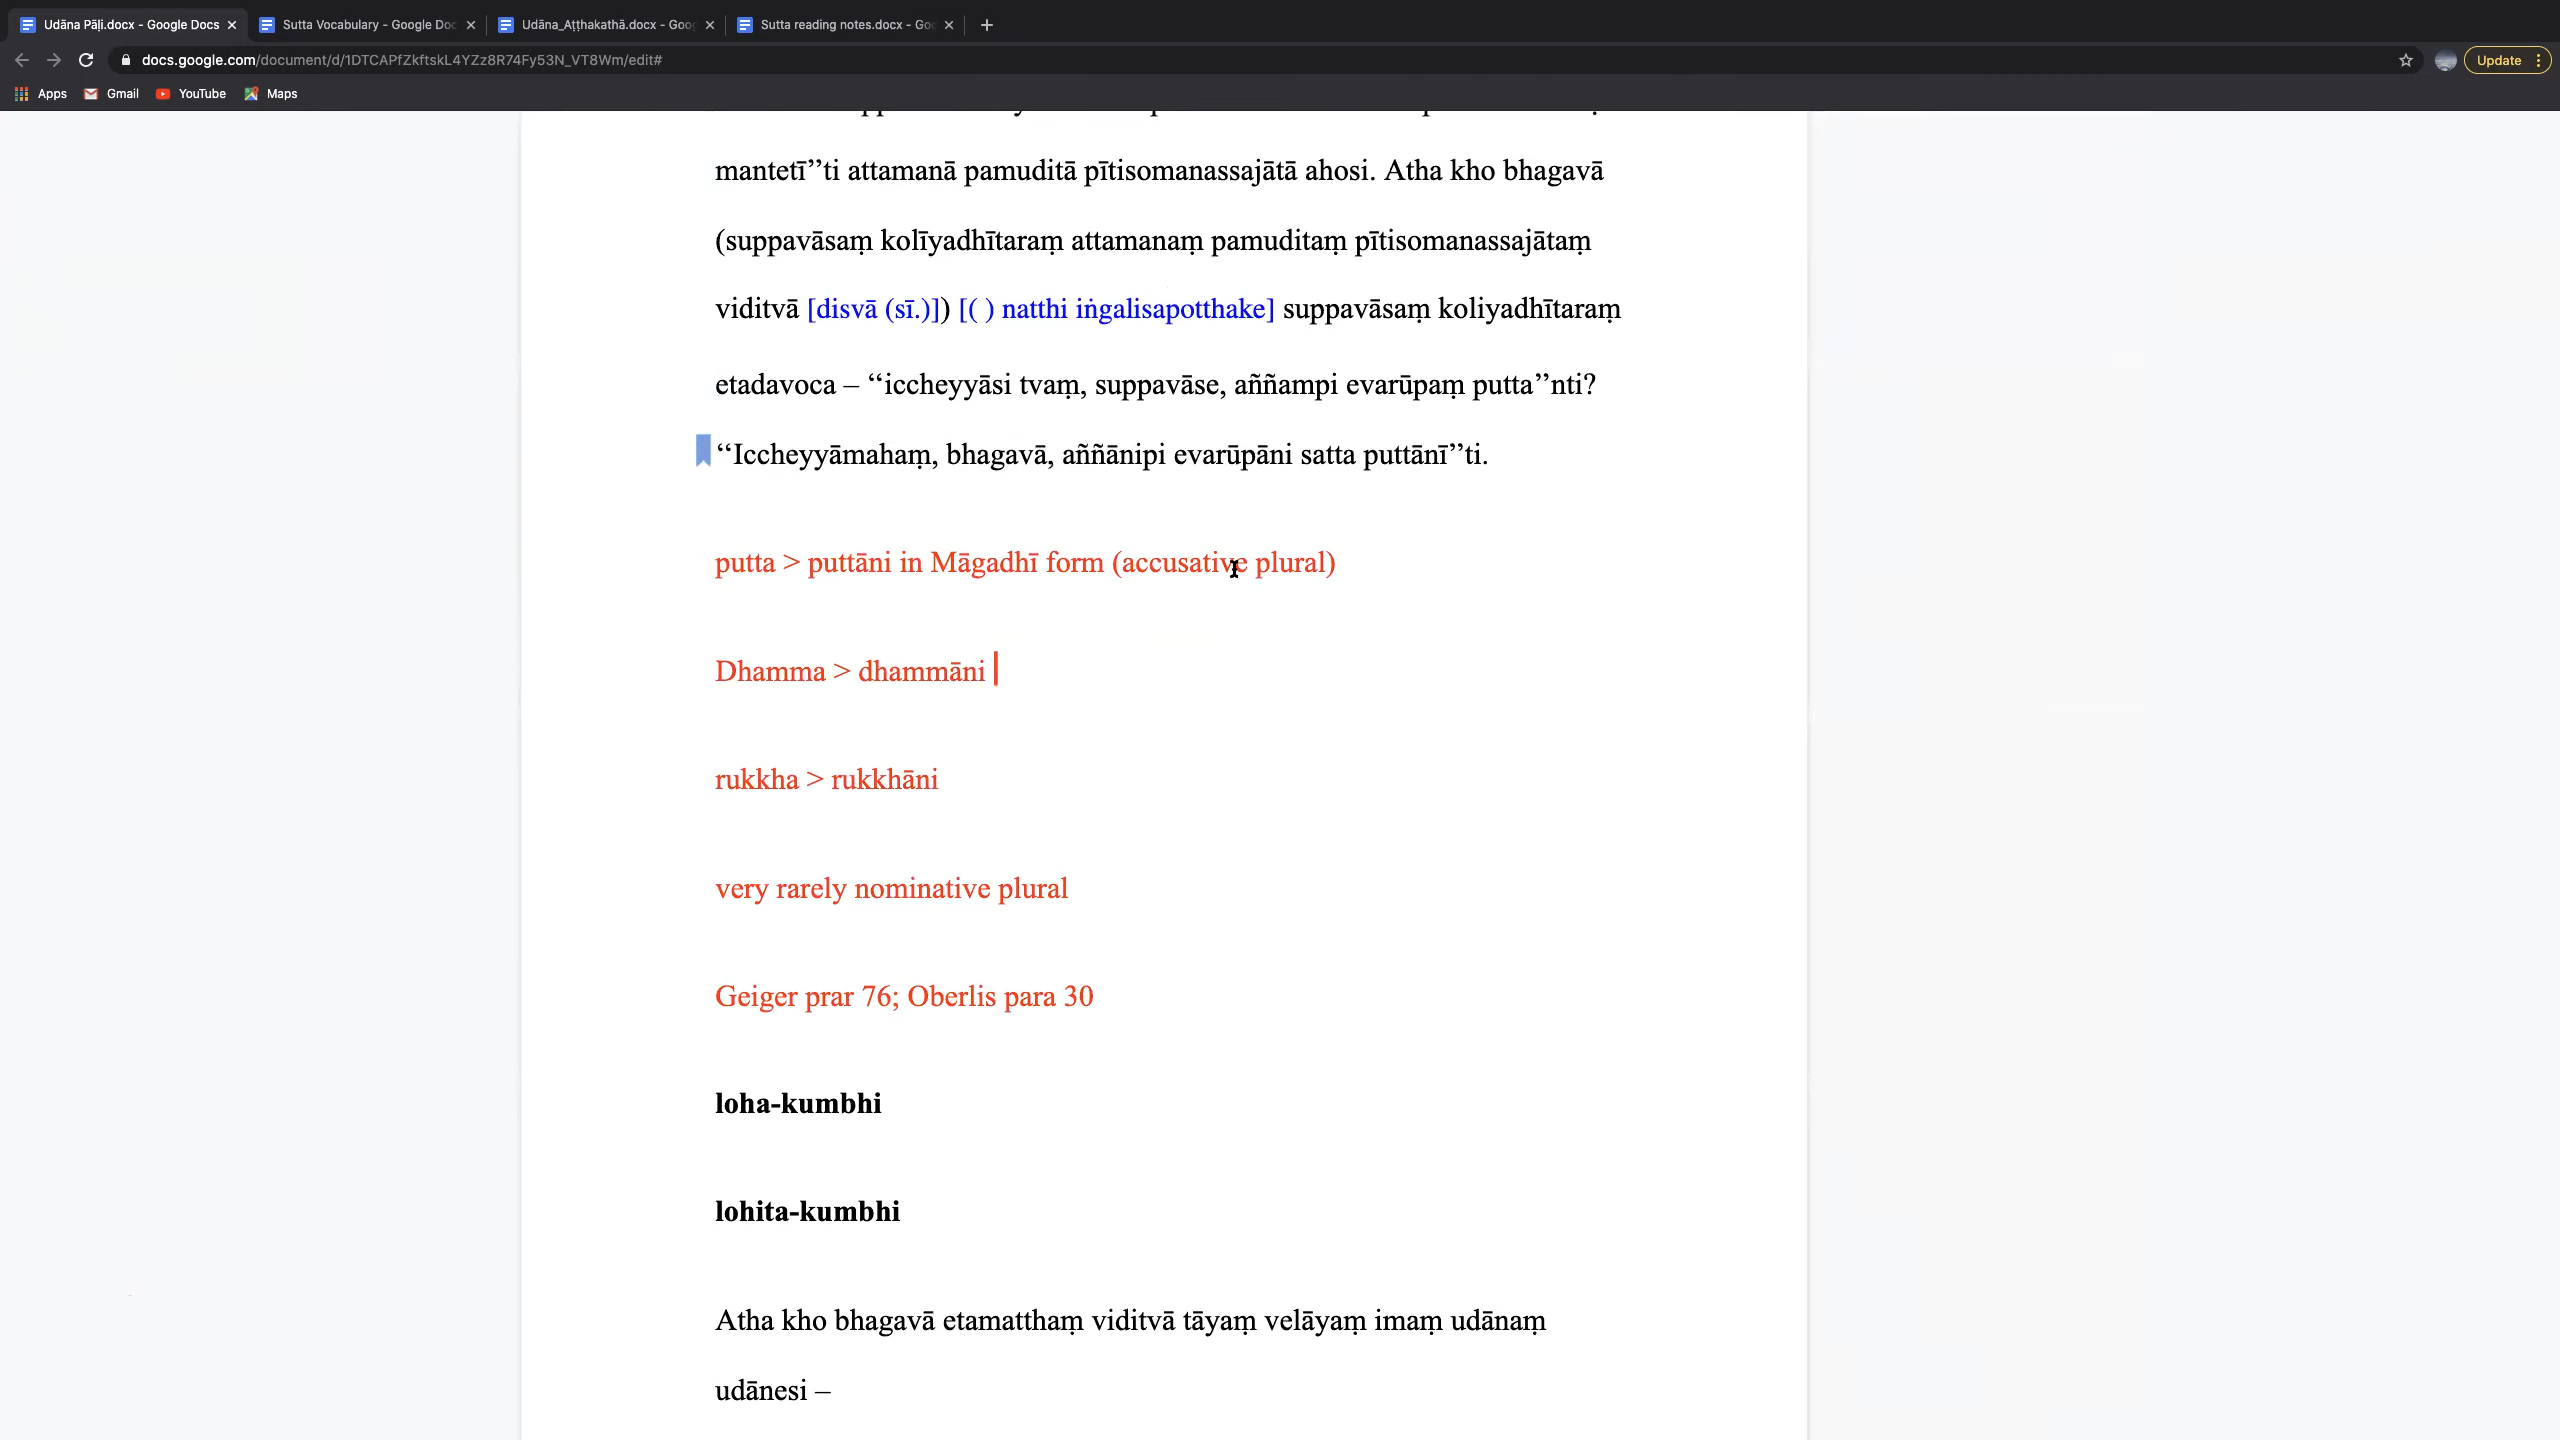 Udāna Pāḷi.docx - Google Docs
Sutta Vocabulary - Google Doc
Udāna_Aṭṭhakathā.docx - Goo
Sutta reading notes.docx - Go
docs.google.com/document/d/1DTCAPfZkftskL4YZz8R74Fy53N_VT8Wm/edit#
Update
Apps
Gmail
YouTube
Maps
mantetī’’ti attamanā pamuditā pītisomanassajātā ahosi. Atha kho bhagavā
(suppavāsaṃ kolīyadhītaraṃ attamanaṃ pamuditaṃ pītisomanassajātaṃ
viditvā [disvā (sī.)]) [( ) natthi iṅgalisapotthake] suppavāsaṃ koliyadhītaraṃ
etadavoca – ‘‘iccheyyāsi tvaṃ, suppavāse, aññampi evarūpaṃ putta’’nti?
‘‘Iccheyyāmahaṃ, bhagavā, aññānipi evarūpāni satta puttānī’’ti.
putta > puttāni in Māgadhī form (accusative plural)
Dhamma > dhammāni
rukkha > rukkhāni
very rarely nominative plural
Geiger prar 76; Oberlis para 30
loha-kumbhi
lohita-kumbhi
Atha kho bhagavā etamatthaṃ viditvā tāyaṃ velāyaṃ imaṃ udānaṃ
udānesi –